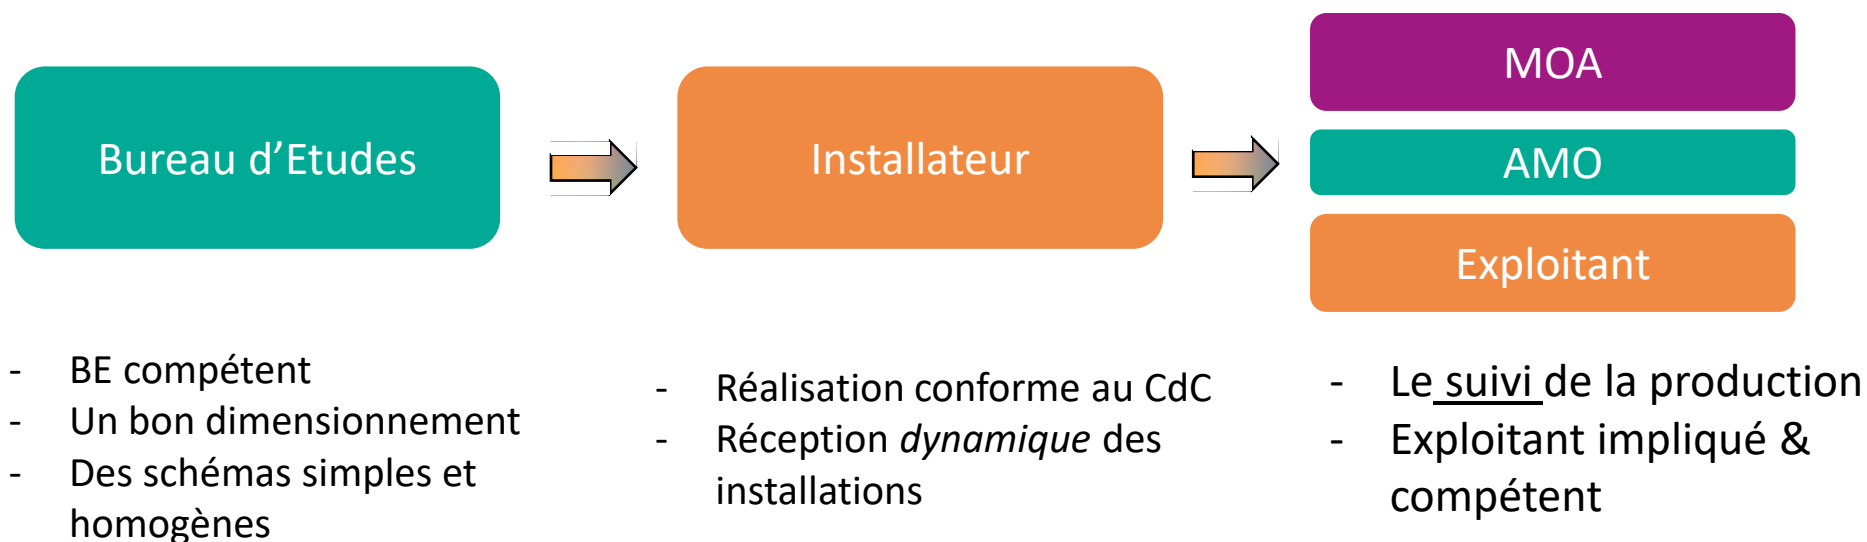 Bureau d’Etudes
Installateur
MOA
AMO
Exploitant
- BE compétent
- Un bon dimensionnement
- Des schémas simples et
homogènes
- Réalisation conforme au CdC
- Réception dynamique des
installations
- Le suivi de la production
- Exploitant impliqué &
compétent